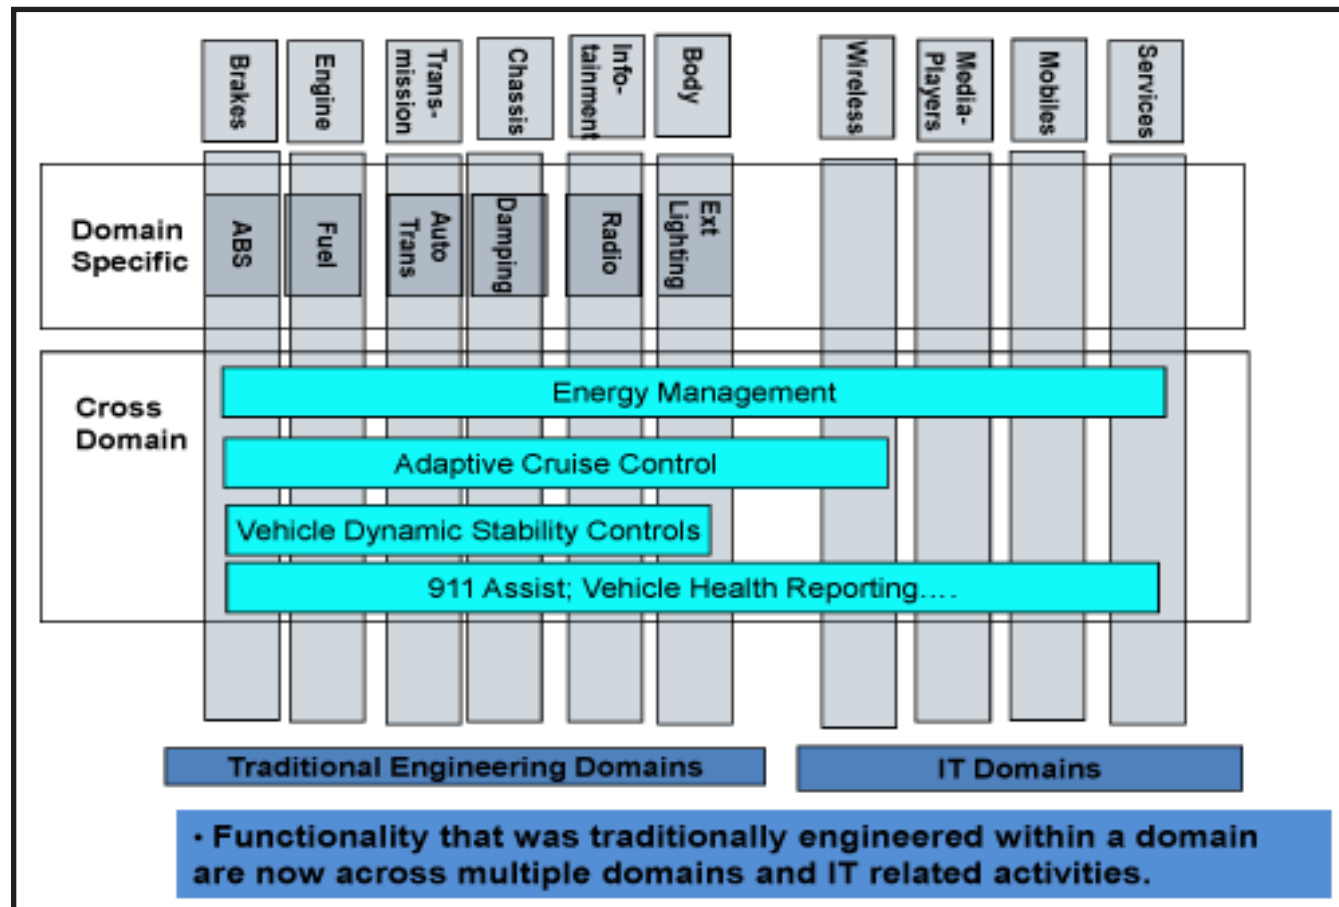 Brakes
Engine
Trans-
mission
Chassis
Info-
tainment
Body
Wireless
Media-
Players
Mobiles
Services
Domain
Specific
ABS
Fuel
Auto
Trans
Damping
Radio
Ext
Lighting
Cross
Domain
Energy Management
Adaptive Cruise Control
Vehicle Dynamic Stability Controls
911 Assist; Vehicle Health Reporting....
Traditional Engineering Domains
IT Domains
• Functionality that was traditionally engineered within a domain
are now across multiple domains and IT related activities.